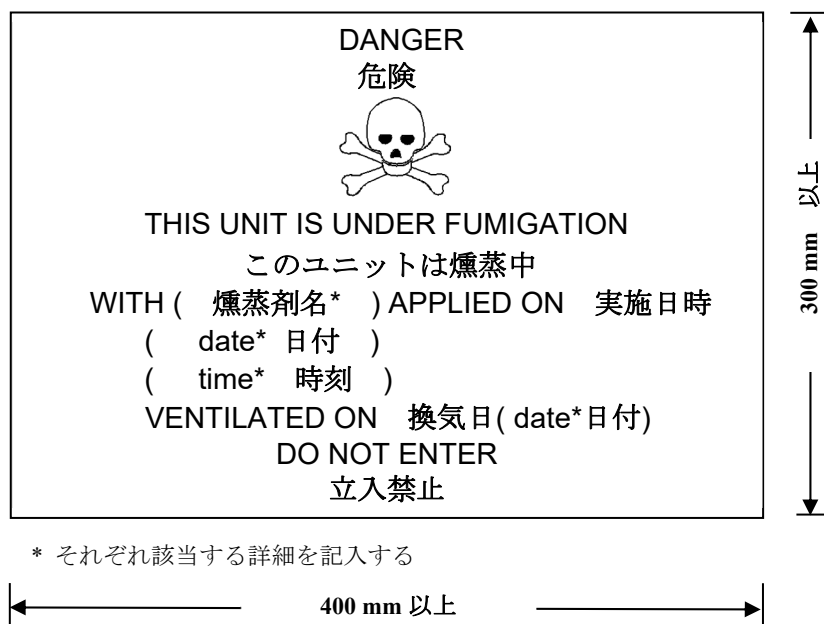 DANGER
危険
THIS UNIT IS UNDER FUMIGATION
このユニットは燻蒸中
WITH ( 燻蒸剤名* ) APPLIED ON 実施日時
( date* 日付 )
( time* 時刻 )
VENTILATED ON 換気日( date*日付)
DO NOT ENTER
立入禁止
* それぞれ該当する詳細を記入する
400 mm 以上
300 mm 以上